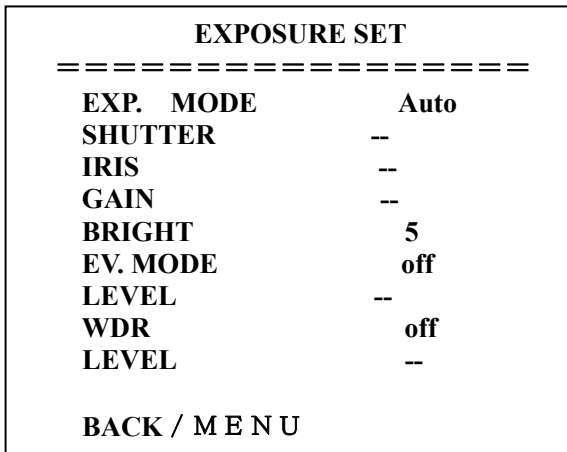 EXPOSURE SET
=================
EXP. MODE Auto
SHUTTER --
IRIS --
GAIN --
BRIGHT 5
EV. MODE off
LEVEL --
WDR off
LEVEL --
BACK / MENU